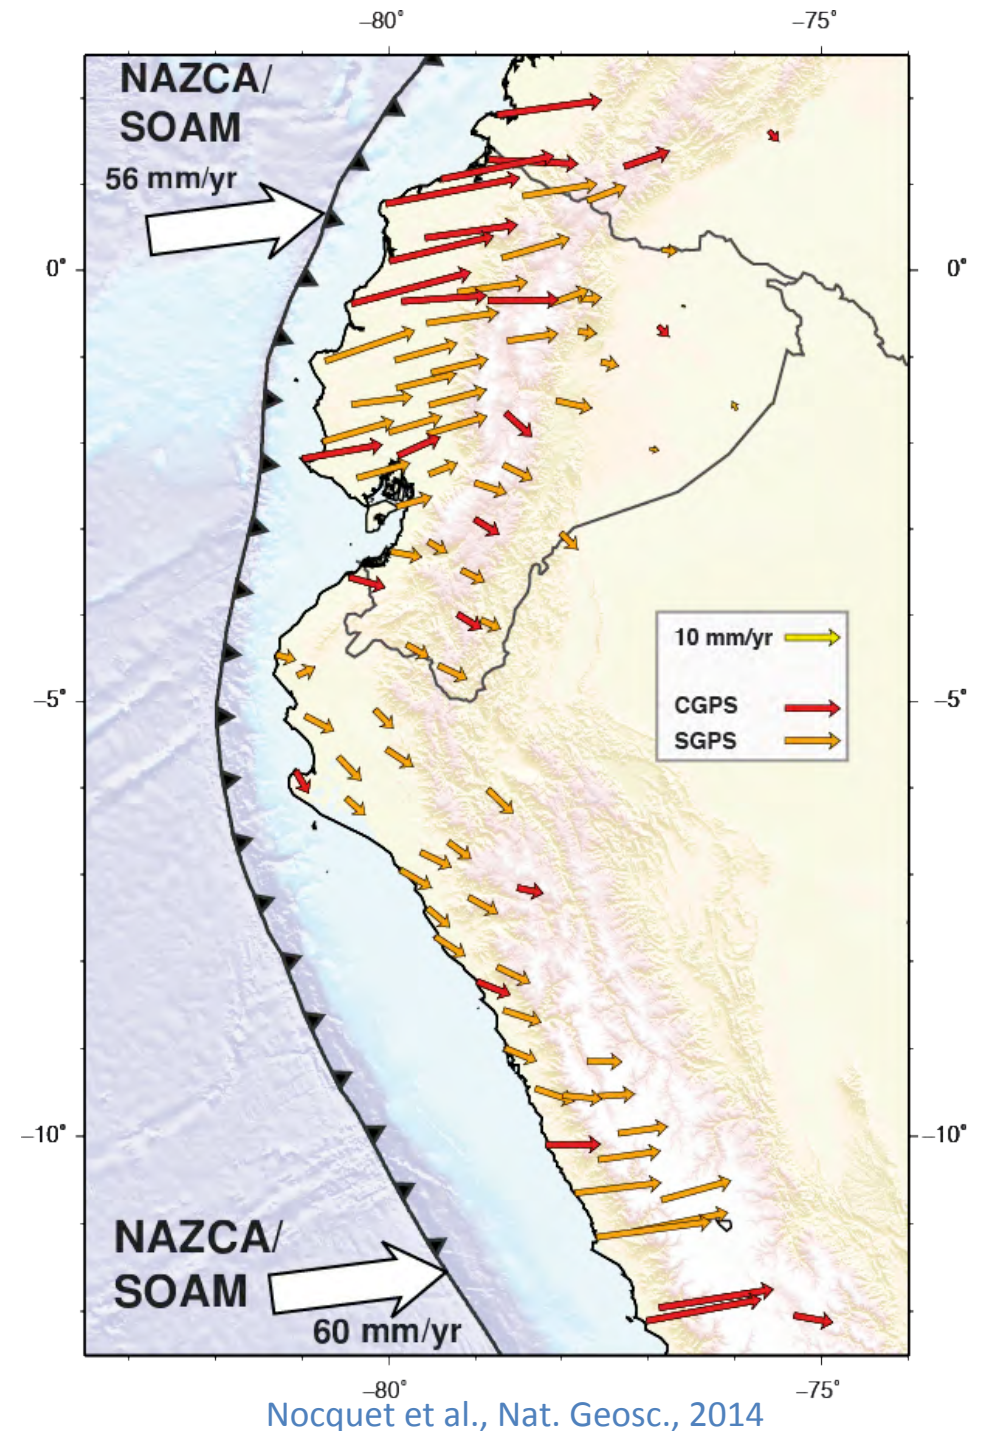 −80°
−75°
NAZCA/
SOAM
56 mm/yr
0°
0°
10 mm/yr
CGPS
SGPS
−5°
−5°
−10°
−10°
NAZCA/
SOAM
60 mm/yr
−80°
−75°
Nocquet et al., Nat. Geosc., 2014